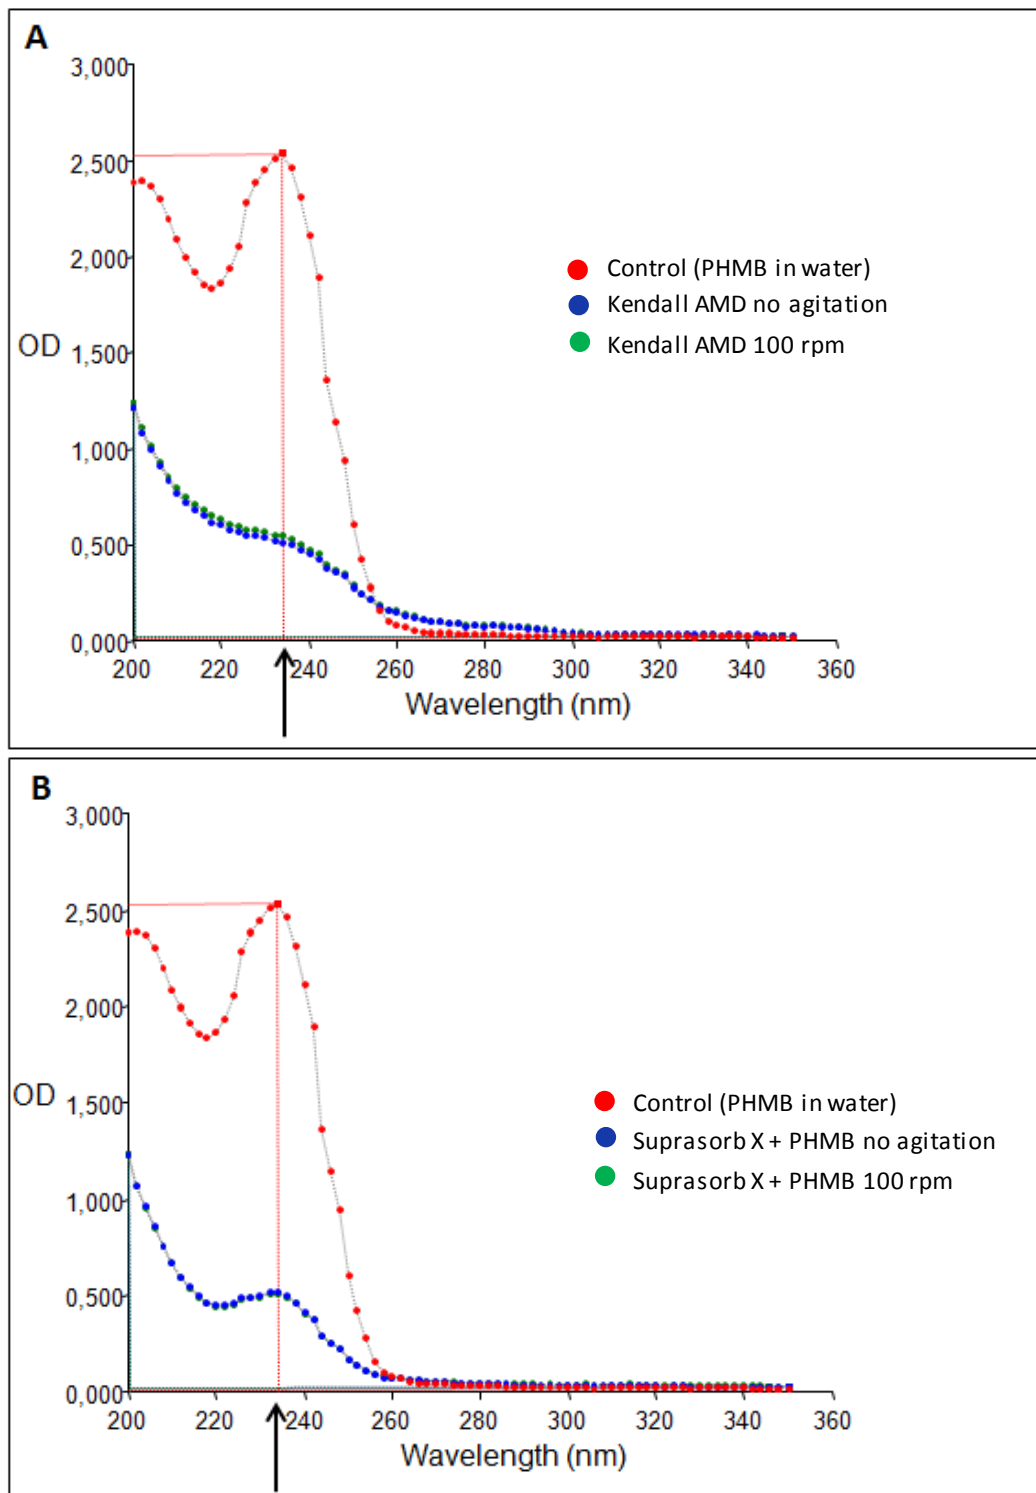 A
3,000
2,500
2,000
OD
1,500
1,000
0,500
0,000
200 220 240 260 280 300 320 340 360
Wavelength (nm)
Control (PHMB in water)
Kendall AMD no agitation
Kendall AMD 100 rpm
B
3,000
2,500
2,000
OD
1,500
1,000
0,500
0,000
200 220 240 260 280 300 320 340 360
Wavelength (nm)
Control (PHMB in water)
Suprasorb X + PHMB no agitation
Suprasorb X + PHMB 100 rpm